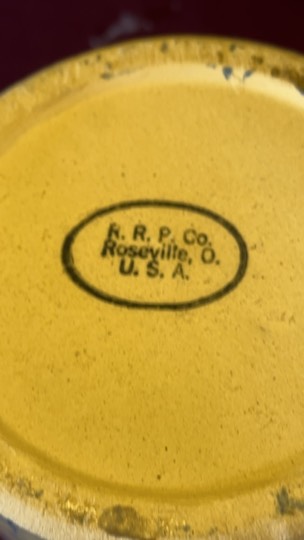 R. R. P. Co.
Roseville, O.
U. S. A.